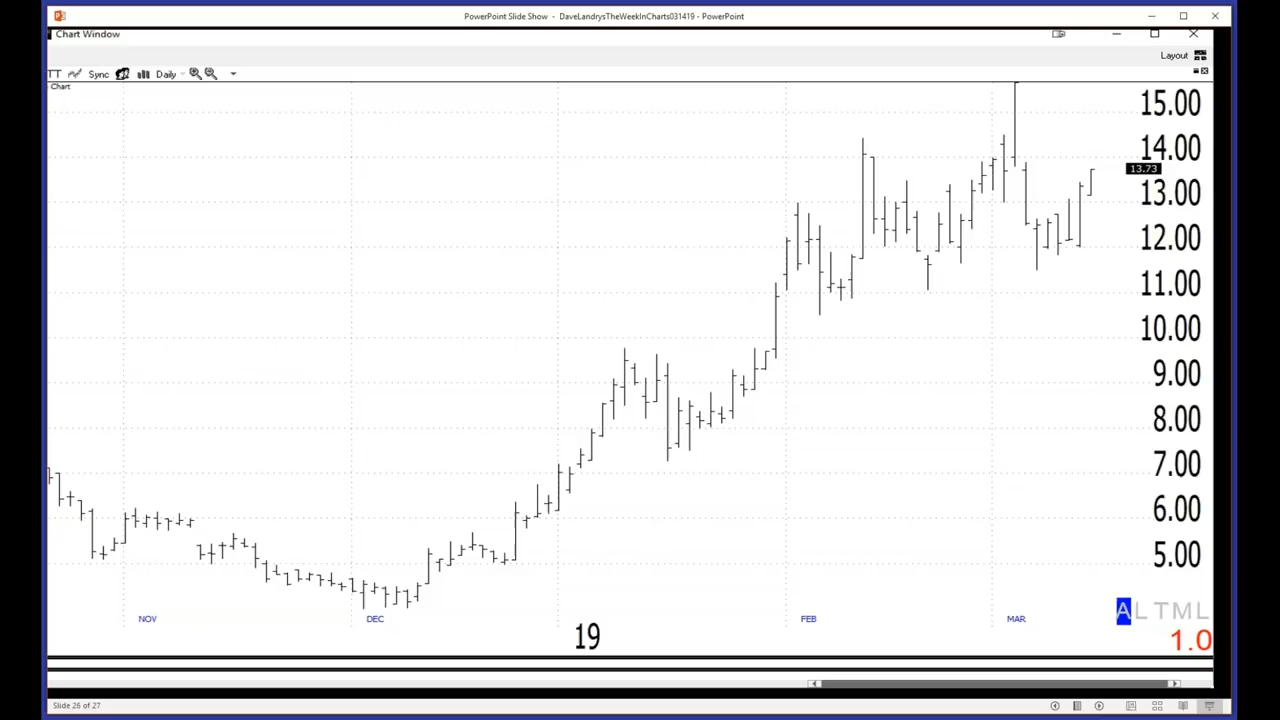 PowerPoint Slide Show - DaveLandrysTheWeekInCharts031419 - PowerPoint
Chart Window
Layout
TT Sync Daily
Chart
15.00
14.00
13.73
13.00
12.00
11.00
10.00
9.00
8.00
7.00
6.00
5.00
A L T M L
NOV DEC FEB MAR
19
1.0
Slide 26 of 27